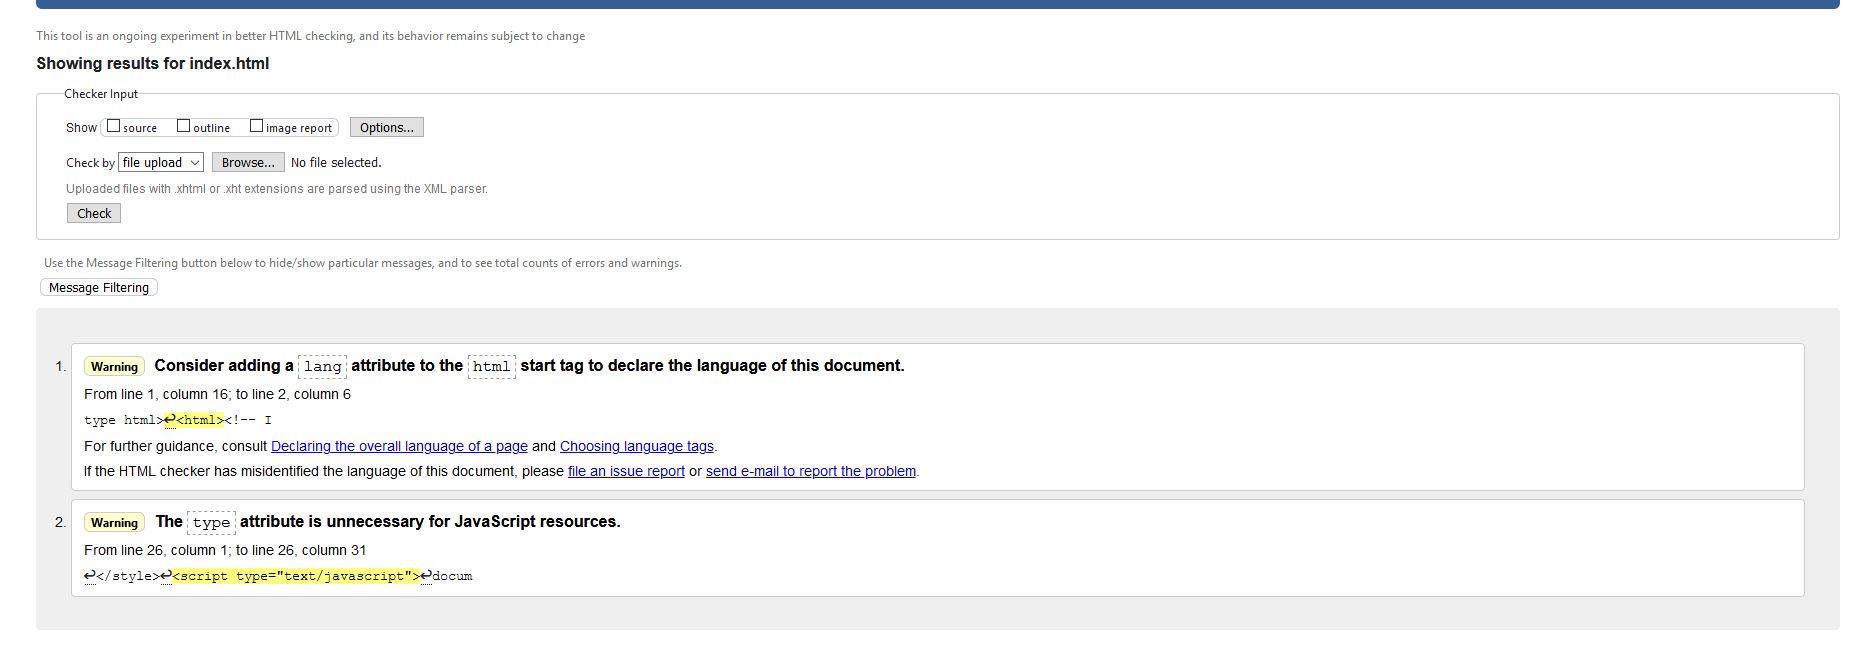 This tool is an ongoing experiment in better HTML checking, and its behavior remains subject to change
Showing results for index.html
Checker Input
Show source outline image report Options...
Check by file upload Browse... No file selected.
Uploaded files with .xhtml or .xht extensions are parsed using the XML parser.
Check
Use the Message Filtering button below to hide/show particular messages, and to see total counts of errors and warnings.
Message Filtering
1. Warning Consider adding a lang attribute to the html start tag to declare the language of this document.
From line 1, column 16; to line 2, column 6
type html>↩<html><!-- I
For further guidance, consult Declaring the overall language of a page and Choosing language tags.
If the HTML checker has misidentified the language of this document, please file an issue report or send e-mail to report the problem.
2. Warning The type attribute is unnecessary for JavaScript resources.
From line 26, column 1; to line 26, column 31
↩</style>↩<script type="text/javascript">↩docum